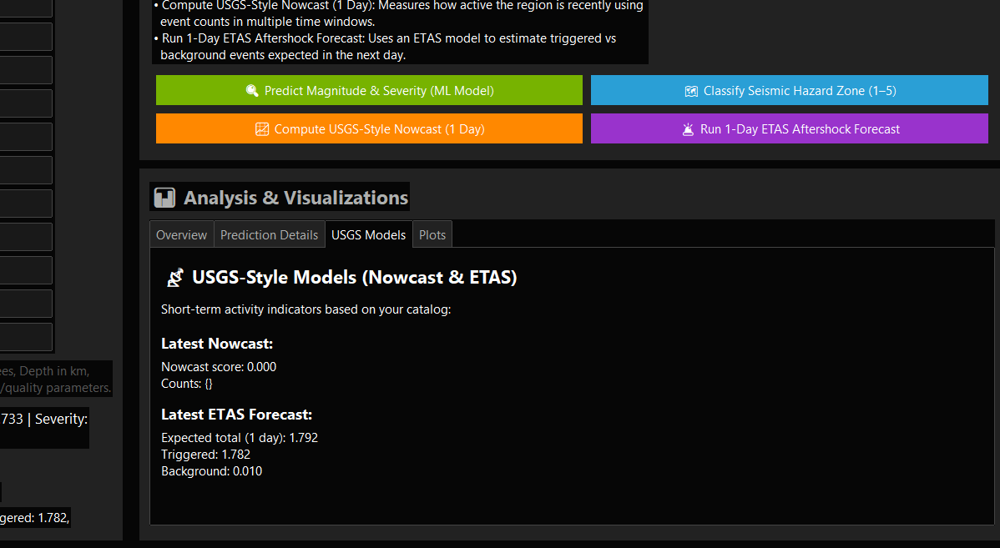 • Compute USGS-Style Nowcast (1 Day): Measures how active the region is recently using
event counts in multiple time windows.
• Run 1-Day ETAS Aftershock Forecast: Uses an ETAS model to estimate triggered vs
background events expected in the next day.
Predict Magnitude & Severity (ML Model)
Classify Seismic Hazard Zone (1–5)
Compute USGS-Style Nowcast (1 Day)
Run 1-Day ETAS Aftershock Forecast
Analysis & Visualizations
Overview
Prediction Details
USGS Models
Plots
USGS-Style Models (Nowcast & ETAS)
Short-term activity indicators based on your catalog:
Latest Nowcast:
Nowcast score: 0.000
Counts: {}
Latest ETAS Forecast:
Expected total (1 day): 1.792
Triggered: 1.782
Background: 0.010
Depth in km,
/quality parameters.
733 | Severity:
gered: 1.782,